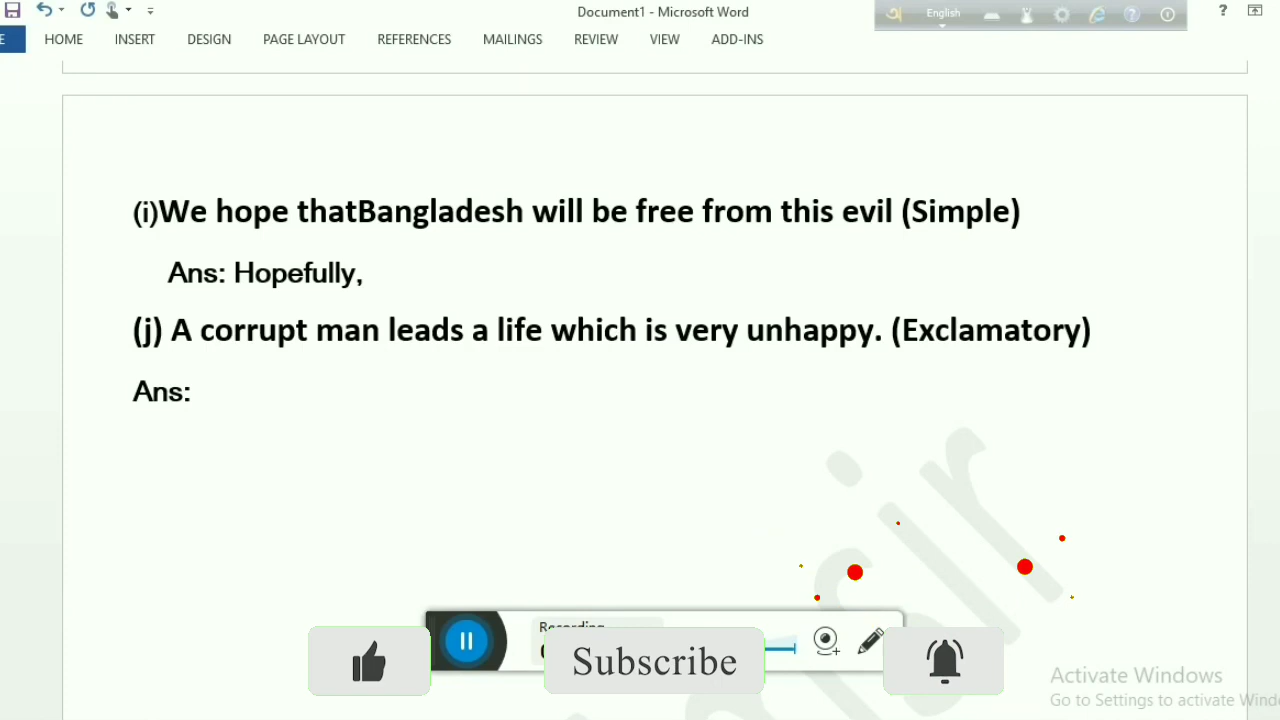 Document1 - Microsoft Word
English
?
HOME INSERT DESIGN PAGE LAYOUT REFERENCES MAILINGS REVIEW VIEW ADD-INS
(i)We hope thatBangladesh will be free from this evil (Simple)
Ans: Hopefully,
(j) A corrupt man leads a life which is very unhappy. (Exclamatory)
Ans:
sir
Recording
Subscribe
Activate Windows
Go to Settings to activate Wind